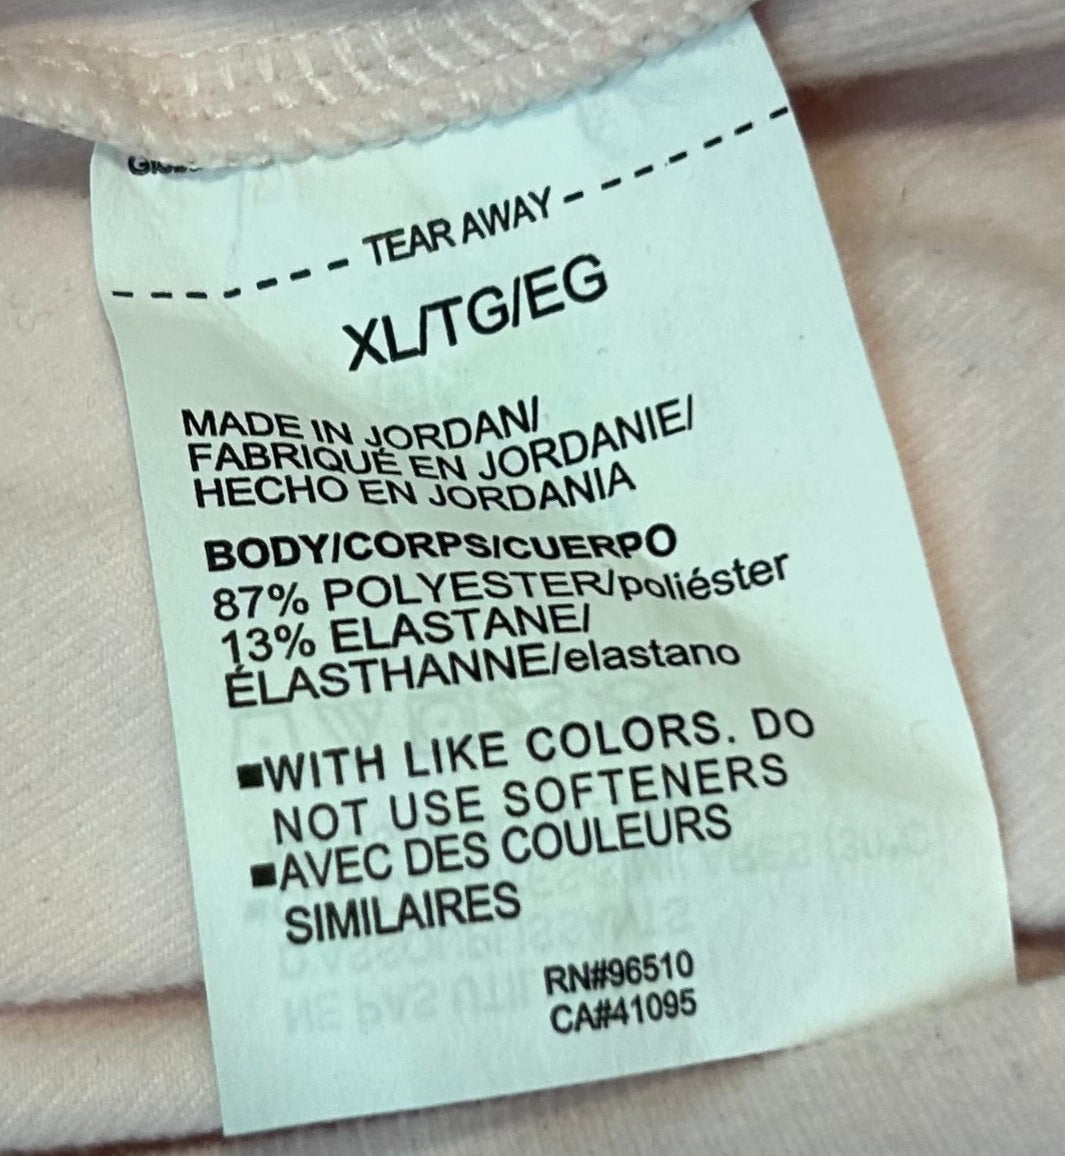 TEAR AWAY
XL/TG/EG
MADE IN JORDAN/
FABRIQUÉ EN JORDANIE/
HECHO EN JORDANIA
BODY/CORPS/CUERPO
87% POLYESTER/poliéster
13% ELASTANE/
ÉLASTHANNE/elastano
■WITH LIKE COLORS. DO
NOT USE SOFTENERS
■AVEC DES COULEURS
SIMILAIRES
RN#96510
CA#41095